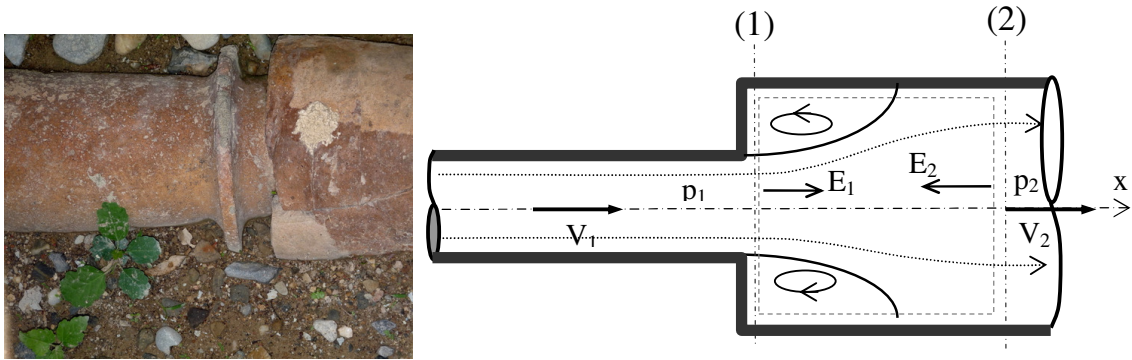 (1)
(2)
p₁
E₁
E₂
p₂
x
V₁
V₂